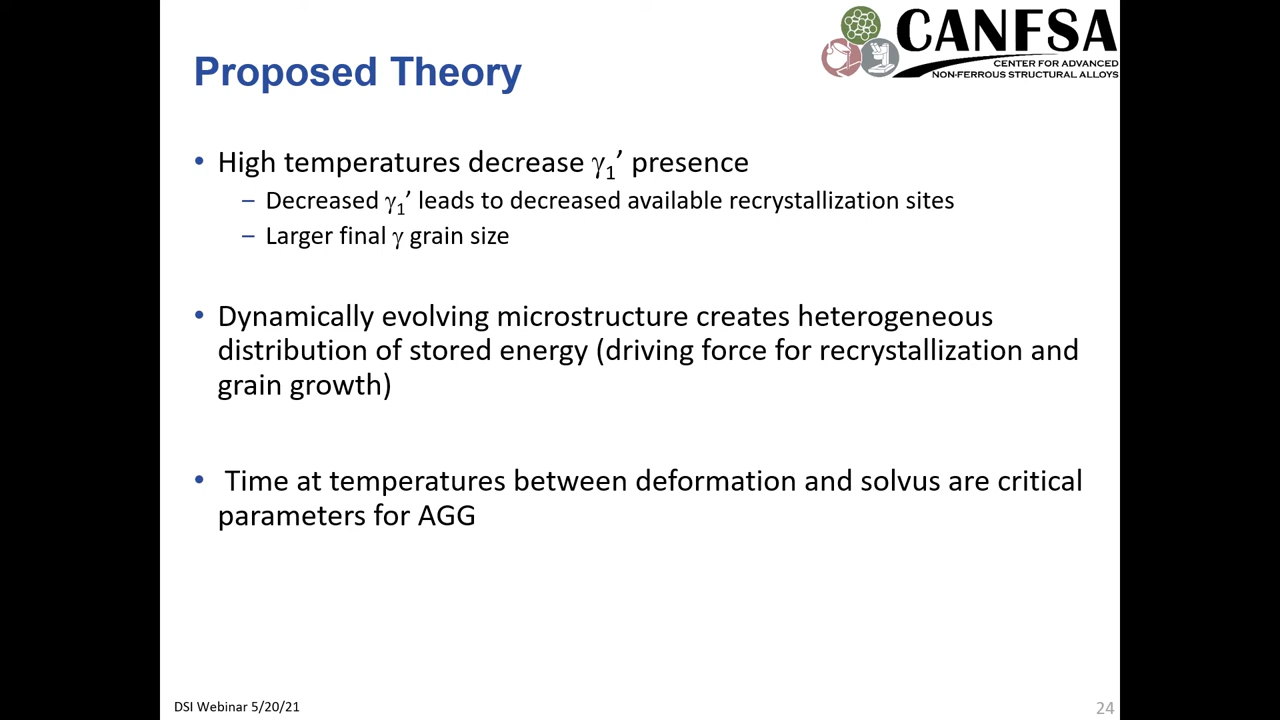 CANFSA
CENTER FOR ADVANCED
NON-FERROUS STRUCTURAL ALLOYS
Proposed Theory
• High temperatures decrease γ₁’ presence
– Decreased γ₁’ leads to decreased available recrystallization sites
– Larger final γ grain size
• Dynamically evolving microstructure creates heterogeneous
distribution of stored energy (driving force for recrystallization and
grain growth)
• Time at temperatures between deformation and solvus are critical
parameters for AGG
DSI Webinar 5/20/21
24